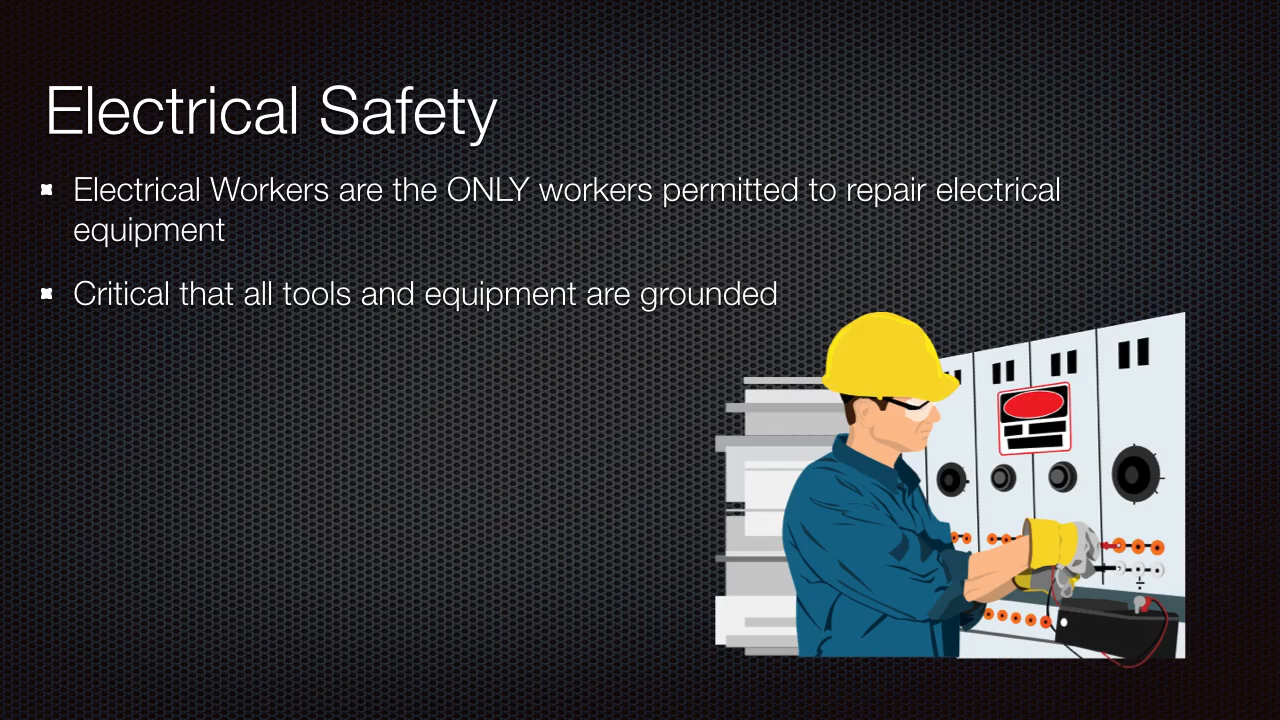 Electrical Safety
Electrical Workers are the ONLY workers permitted to repair electrical
equipment
Critical that all tools and equipment are grounded